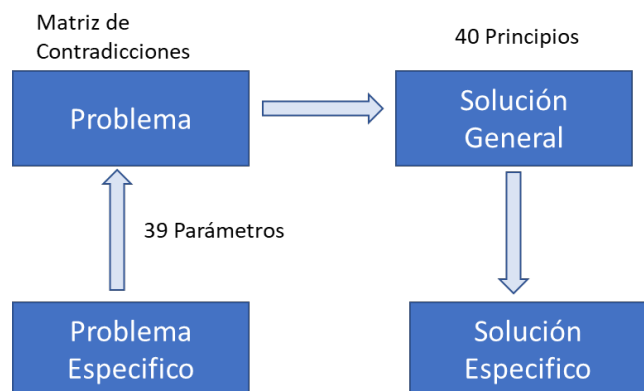 Matriz de
Contradicciones
40 Principios
Problema
Solución
General
39 Parámetros
Problema
Especifico
Solución
Especifico